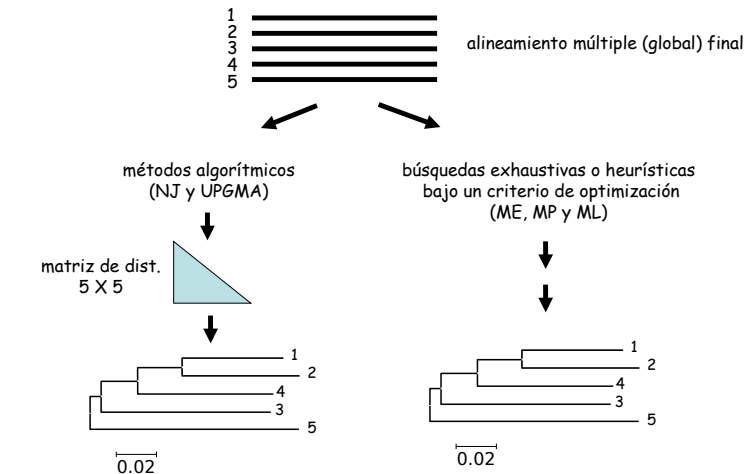 1
2
3
4
5
alineamiento múltiple (global) final
métodos algorítmicos
(NJ y UPGMA)
búsquedas exhaustivas o heurísticas
bajo un criterio de optimización
(ME, MP y ML)
matriz de dist.
5 X 5
1
2
4
3
5
0.02
1
2
4
3
5
0.02